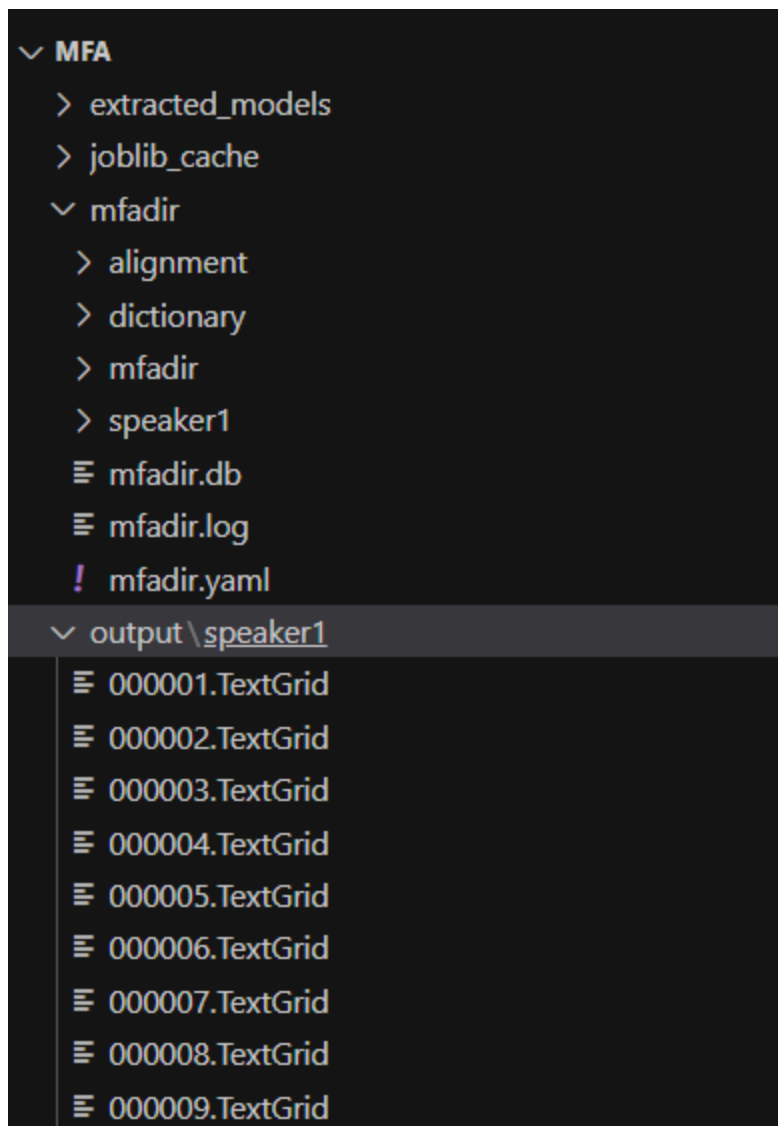 MFA
extracted_models
joblib_cache
mfadir
alignment
dictionary
mfadir
speaker1
mfadir.db
mfadir.log
! mfadir.yaml
output\speaker1
000001.TextGrid
000002.TextGrid
000003.TextGrid
000004.TextGrid
000005.TextGrid
000006.TextGrid
000007.TextGrid
000008.TextGrid
000009.TextGrid